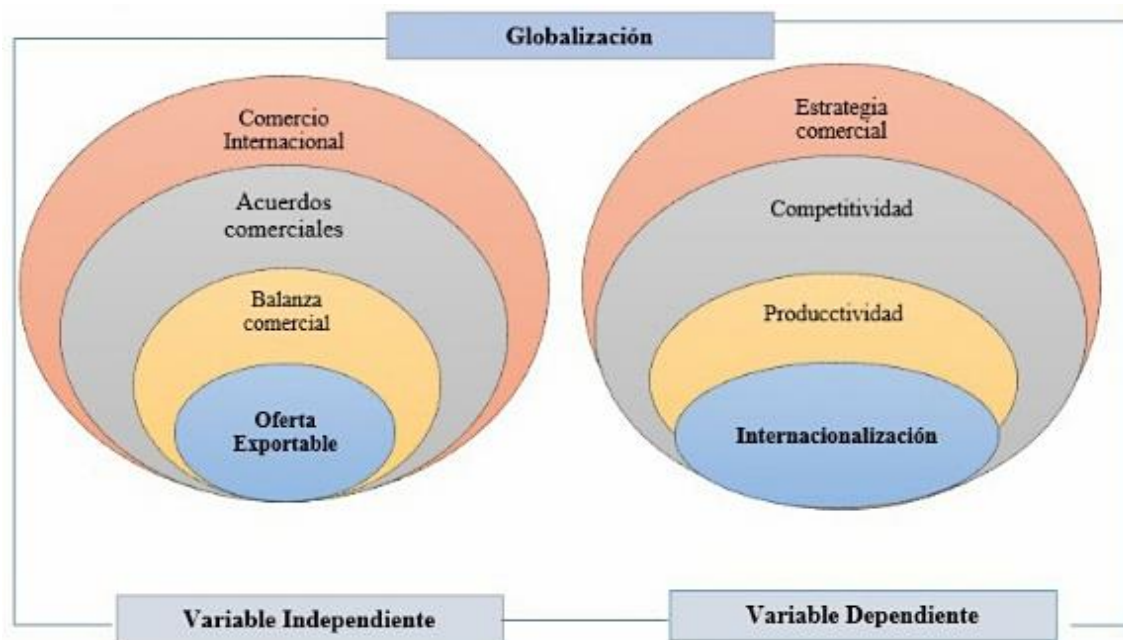 Globalización
Comercio
Internacional
Acuerdos
comerciales
Balanza
comercial
Oferta
Exportable
Estrategia
comercial
Competitividad
Producctividad
Internacionalización
Variable Independiente
Variable Dependiente